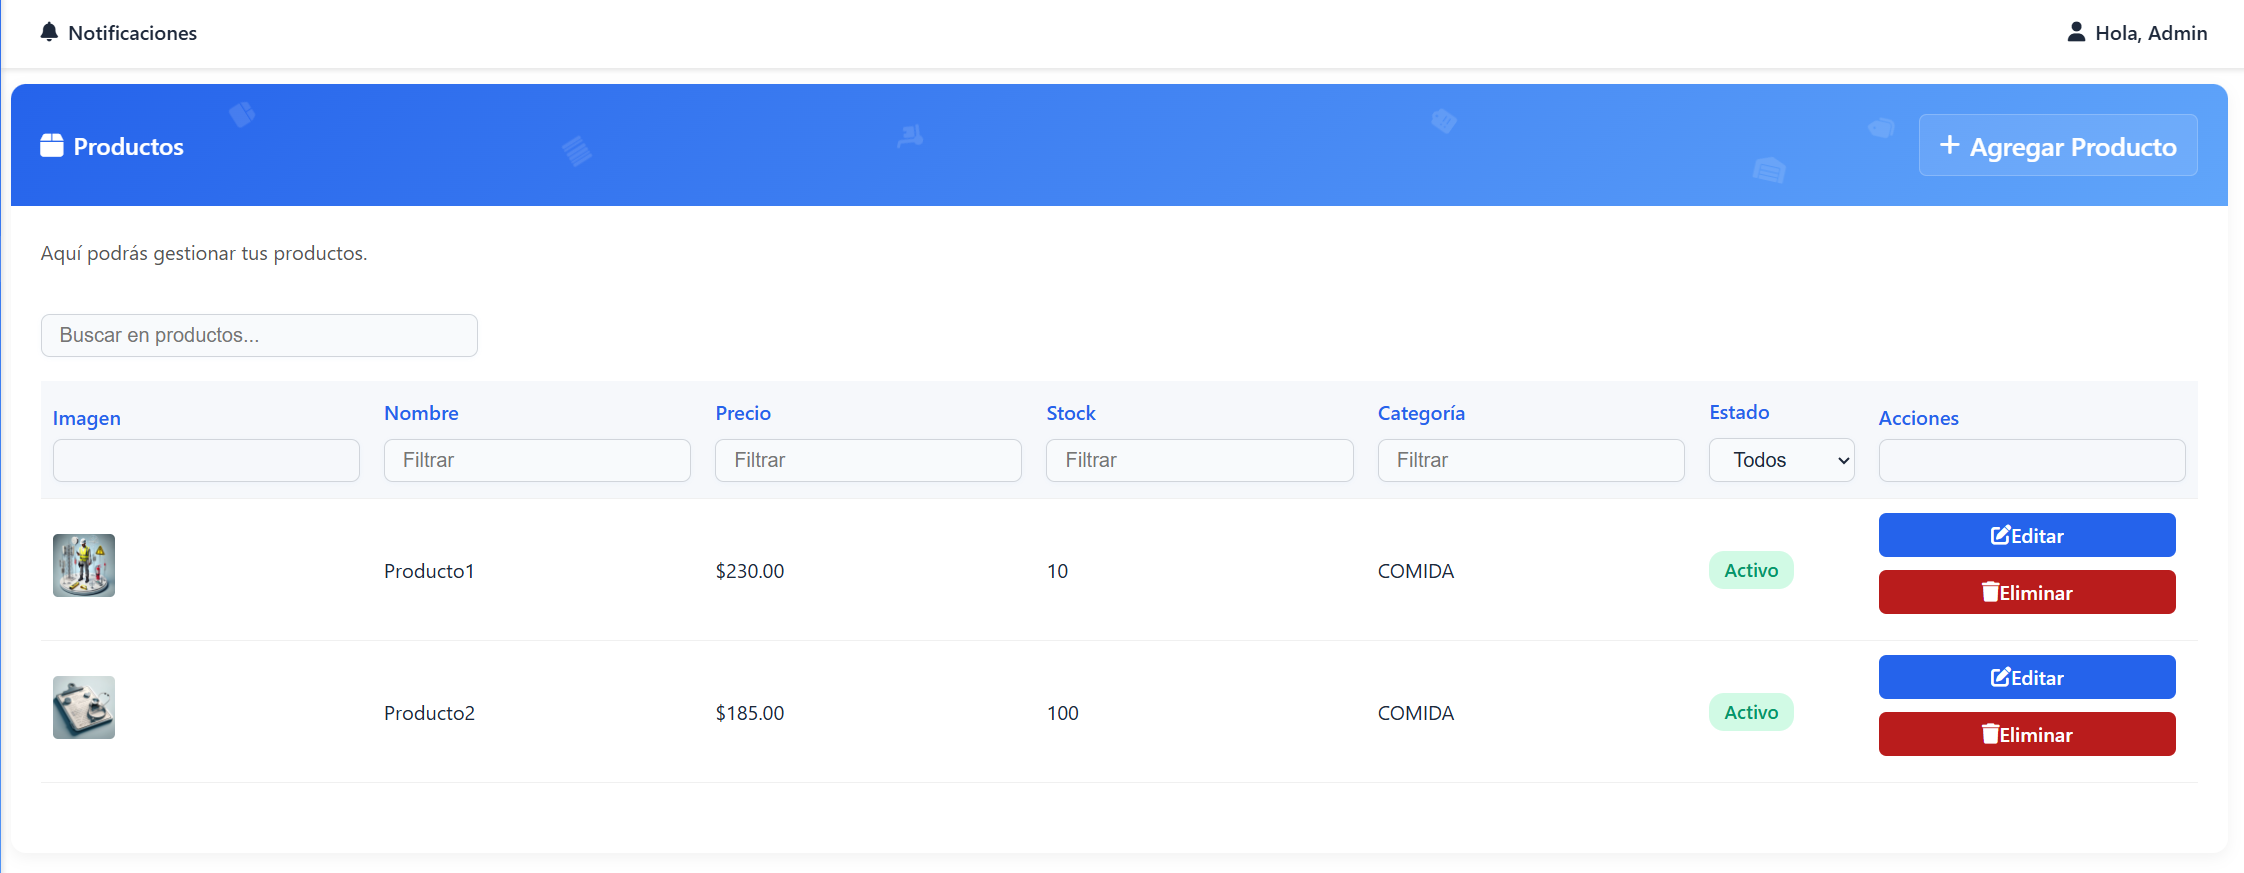 Notificaciones
Hola, Admin
Productos
Agregar Producto
Aquí podrás gestionar tus productos.
Buscar en productos...
Imagen Nombre Precio Stock Categoría Estado Acciones
Filtrar Filtrar Filtrar Filtrar Todos
Producto1 $230.00 10 COMIDA Activo
Editar
Eliminar
Producto2 $185.00 100 COMIDA Activo
Editar
Eliminar